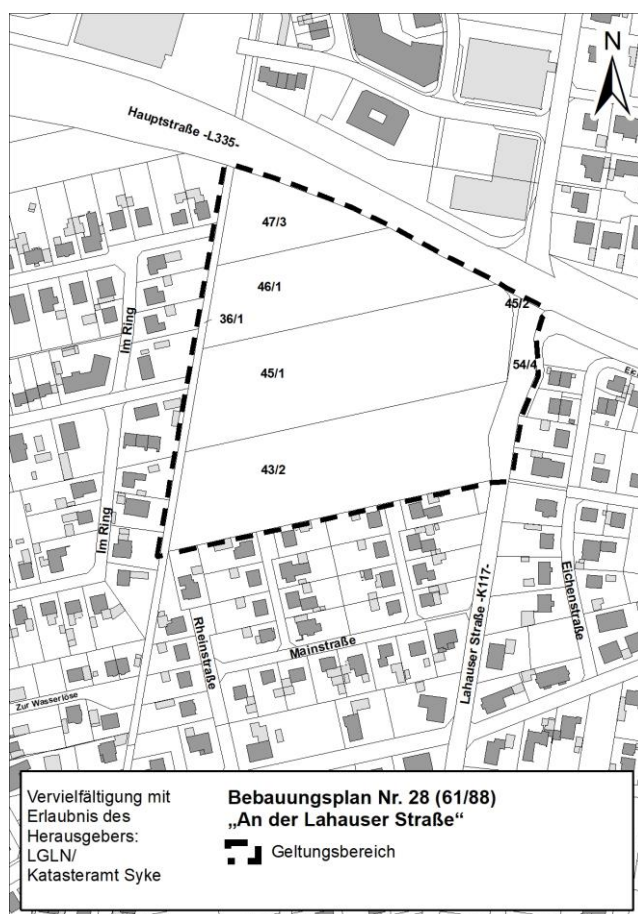 N
Hauptstraße -L335-
47/3
46/1
45/2
36/1
Im Ring
54/4
45/1
43/2
Im Ring
Eichenstraße
Rheinstraße
Mainstraße
Lahauser Straße -K117-
Zur Wasserlöse
Vervielfältigung mit
Erlaubnis des
Herausgebers:
LGLN/
Katasteramt Syke
Bebauungsplan Nr. 28 (61/88)
„An der Lahauser Straße“
Geltungsbereich